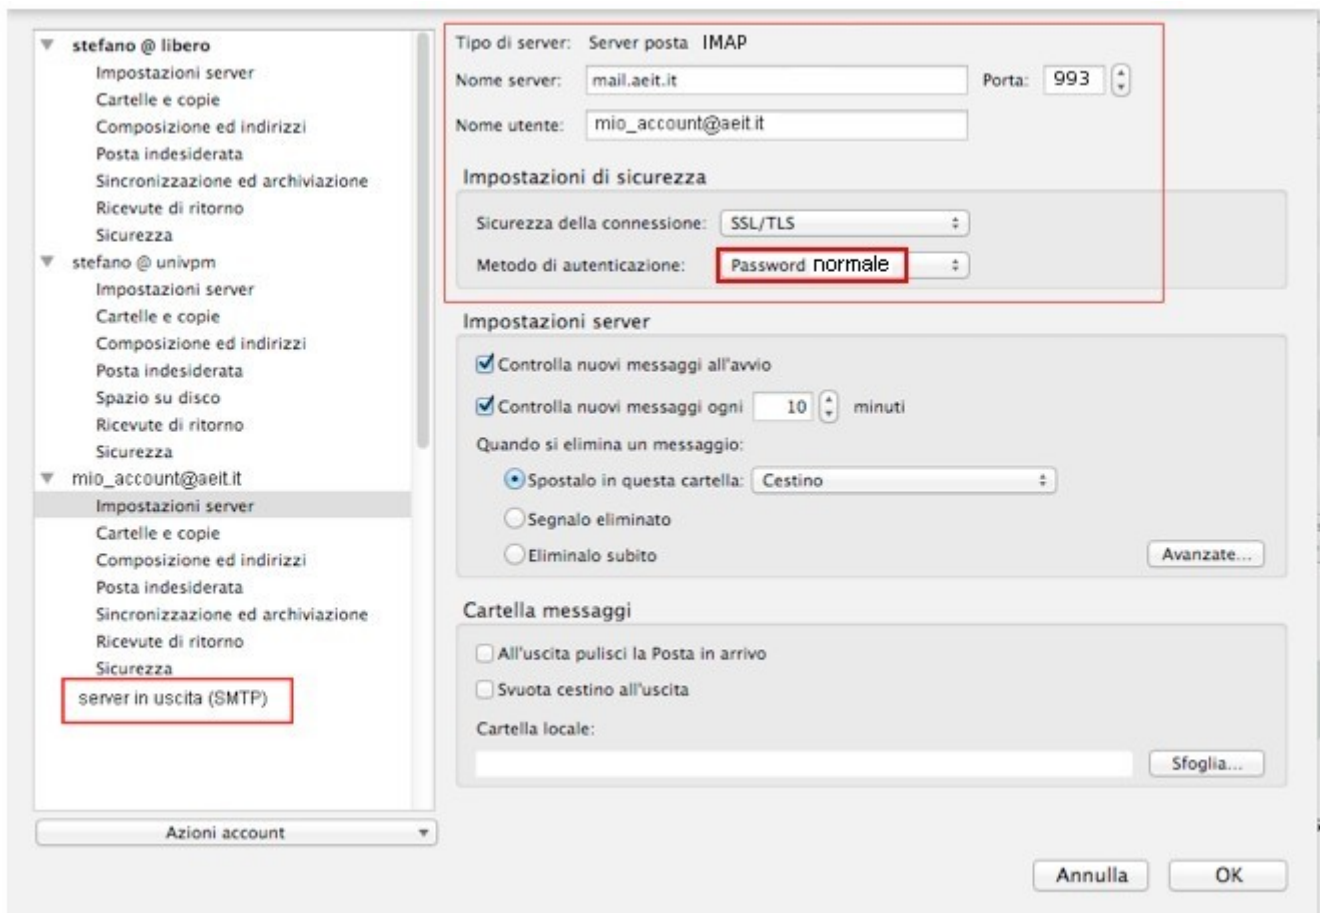 stefano @ libero
Impostazioni server
Cartelle e copie
Composizione ed indirizzi
Posta indesiderata
Sincronizzazione ed archiviazione
Ricevute di ritorno
Sicurezza
stefano @ univpm
Impostazioni server
Cartelle e copie
Composizione ed indirizzi
Posta indesiderata
Spazio su disco
Ricevute di ritorno
Sicurezza
mio_account@aeit.it
Impostazioni server
Cartelle e copie
Composizione ed indirizzi
Posta indesiderata
Sincronizzazione ed archiviazione
Ricevute di ritorno
Sicurezza
server in uscita (SMTP)
Azioni account
Tipo di server: Server posta IMAP
Nome server: mail.aeit.it Porta: 993
Nome utente: mio_account@aeit.it
Impostazioni di sicurezza
Sicurezza della connessione: SSL/TLS
Metodo di autenticazione: Password normale
Impostazioni server
Controlla nuovi messaggi all'avvio
Controlla nuovi messaggi ogni 10 minuti
Quando si elimina un messaggio:
Spostalo in questa cartella: Cestino
Segnalo eliminato
Eliminalo subito
Avanzate...
Cartella messaggi
All'uscita pulisci la Posta in arrivo
Svuota cestino all'uscita
Cartella locale:
Sfoglia...
Annulla OK